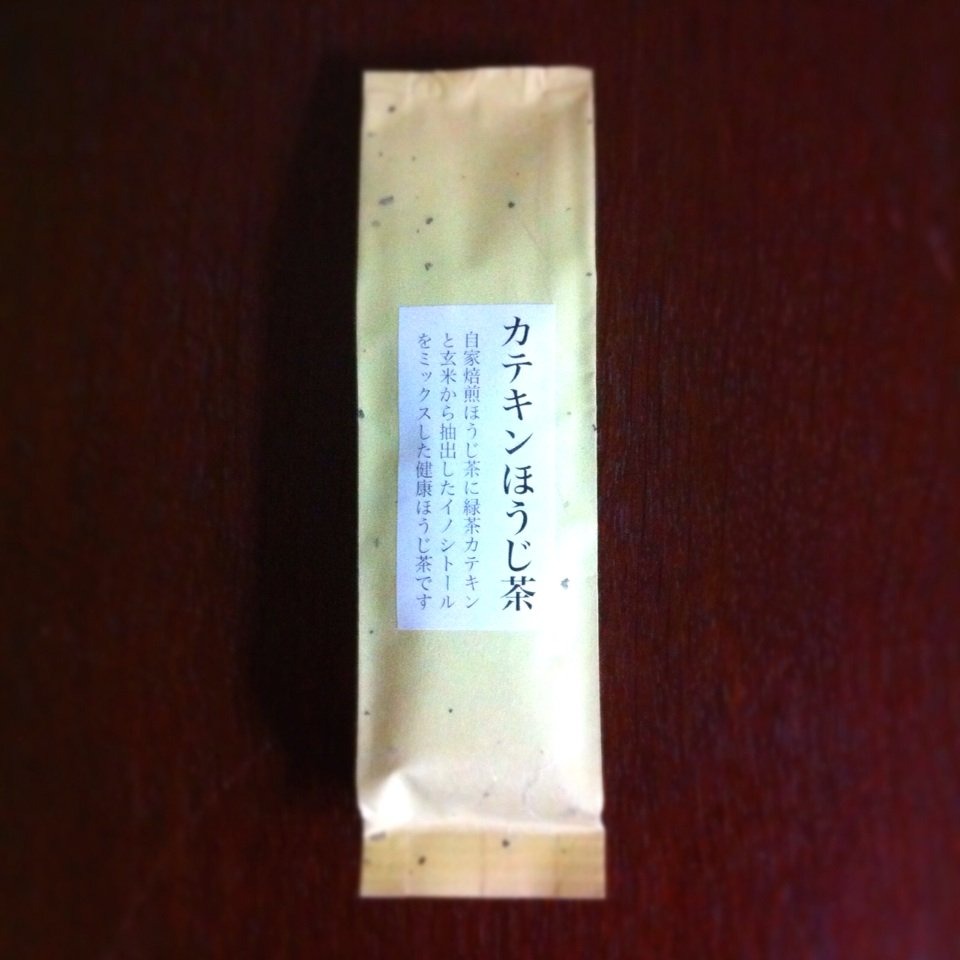 カテキンほうじ茶
自家焙煎ほうじ茶に緑茶カテキン
と玄米から抽出したイノシトール
をミックスした健康ほうじ茶です